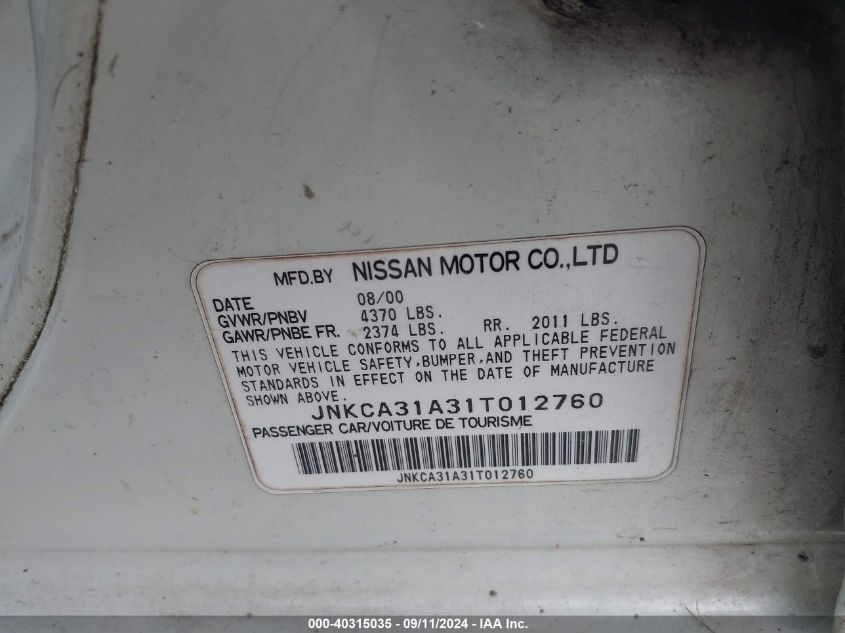 MFD.BY NISSAN MOTOR CO.,LTD
DATE 08/00
GVWR/PNBV 4370 LBS.
GAWR/PNBE FR. 2374 LBS. RR. 2011 LBS.
THIS VEHICLE CONFORMS TO ALL APPLICABLE FEDERAL
MOTOR VEHICLE SAFETY,BUMPER,AND THEFT PREVENTION
STANDARDS IN EFFECT ON THE DATE OF MANUFACTURE
SHOWN ABOVE.
JNKCA31A31T012760
PASSENGER CAR/VOITURE DE TOURISME
JNKCA31A31T012760
000-40315035 - 09/11/2024 - IAA Inc.